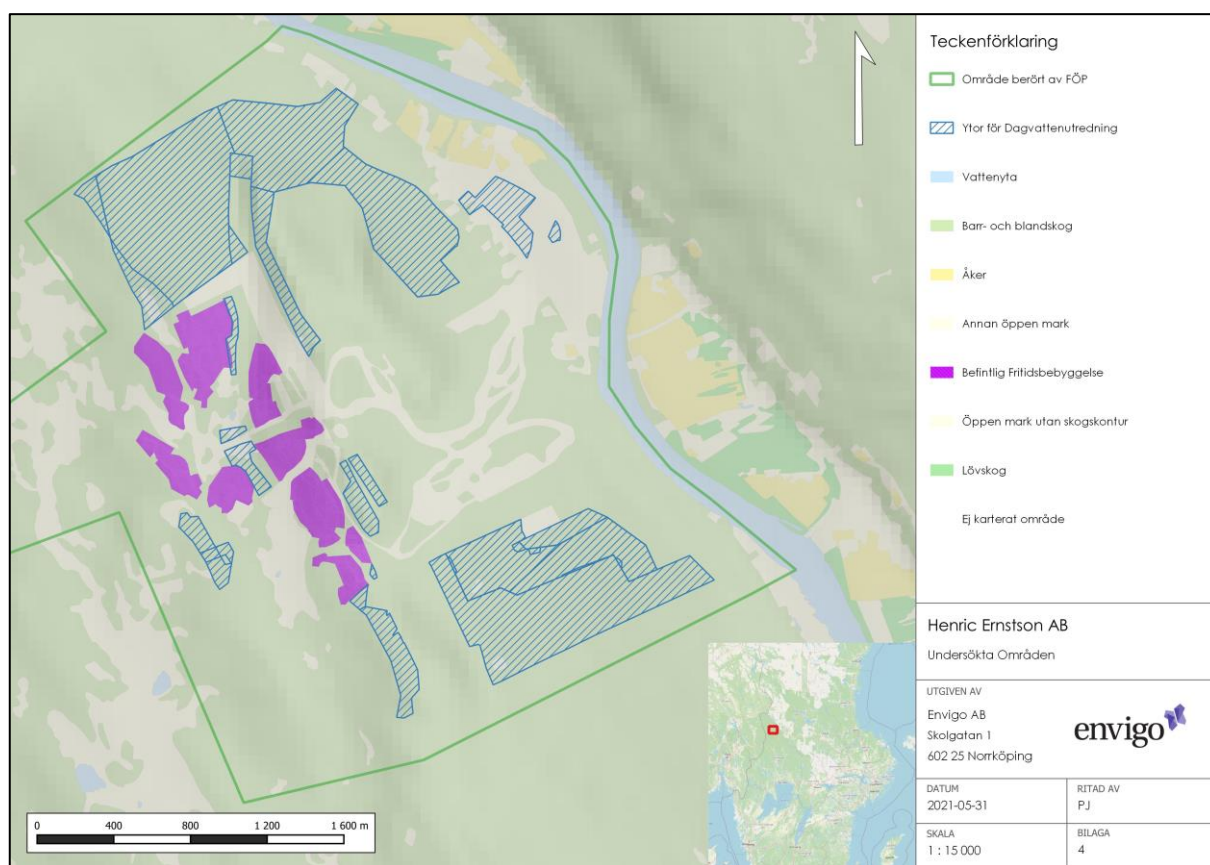 Teckenförklaring
Område berört av FÖP
Ytor för Dagvattenutredning
Vattenyta
Barr- och blandskog
Åker
Annan öppen mark
Befintlig Fritidsbebyggelse
Öppen mark utan skogskontur
Lövskog
Ej karterat område
Henric Ernstson AB
Undersökta Områden
UTGIVEN AV
Envigo AB
Skolgatan 1
602 25 Norrköping
envigo
DATUM
2021-05-31
RITAD AV
PJ
SKALA
1 : 15 000
BILAGA
4
0 400 800 1 200 1 600 m